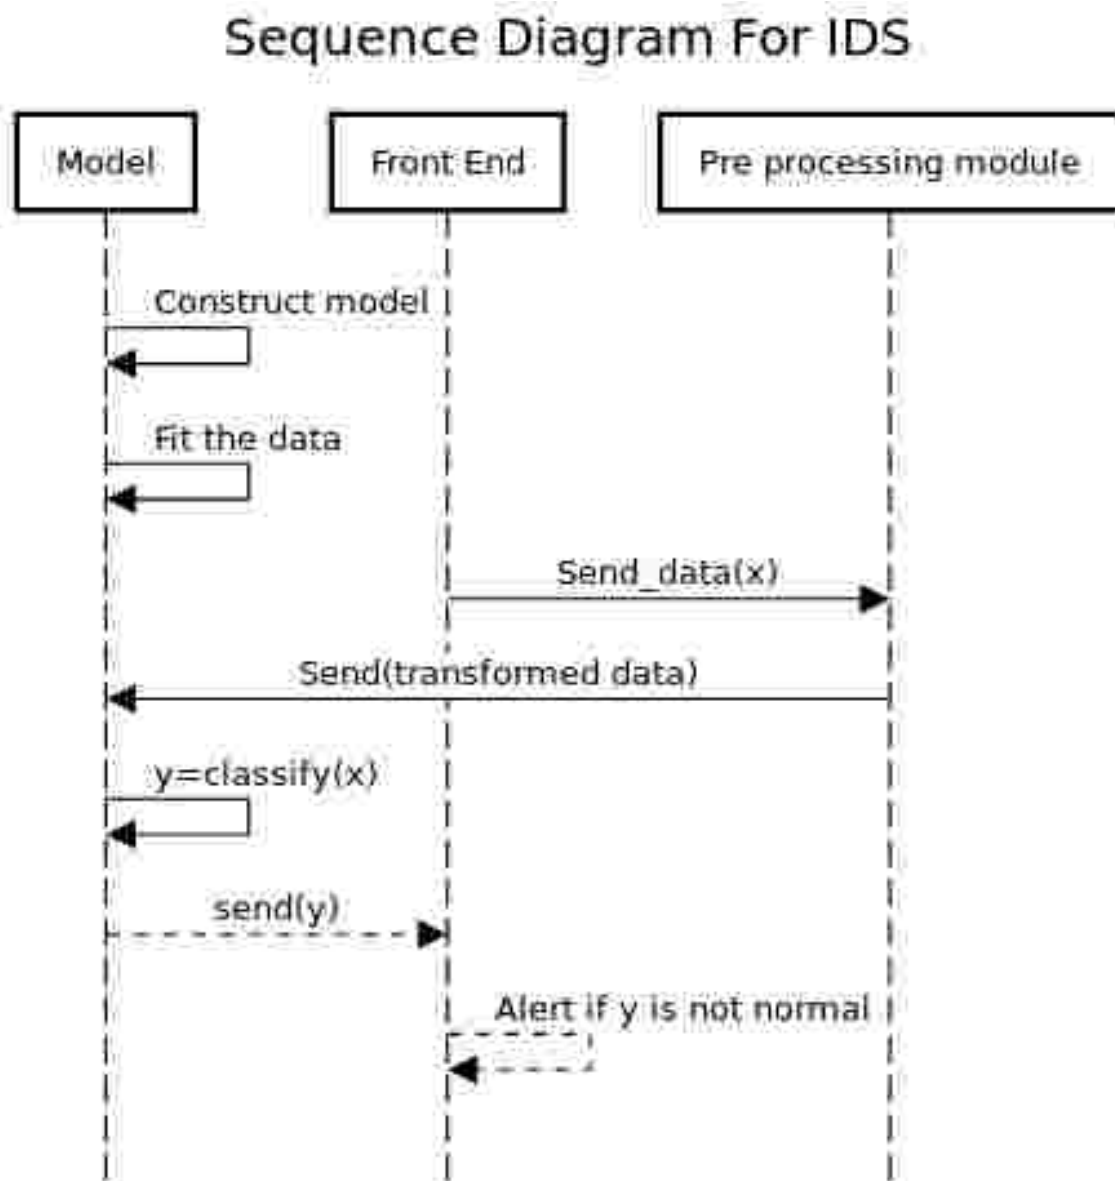 Sequence Diagram For IDS
Model
Front End
Pre processing module
Construct model
Fit the data
Send_data(x)
Send(transformed data)
y=classify(x)
send(y)
Alert if y is not normal